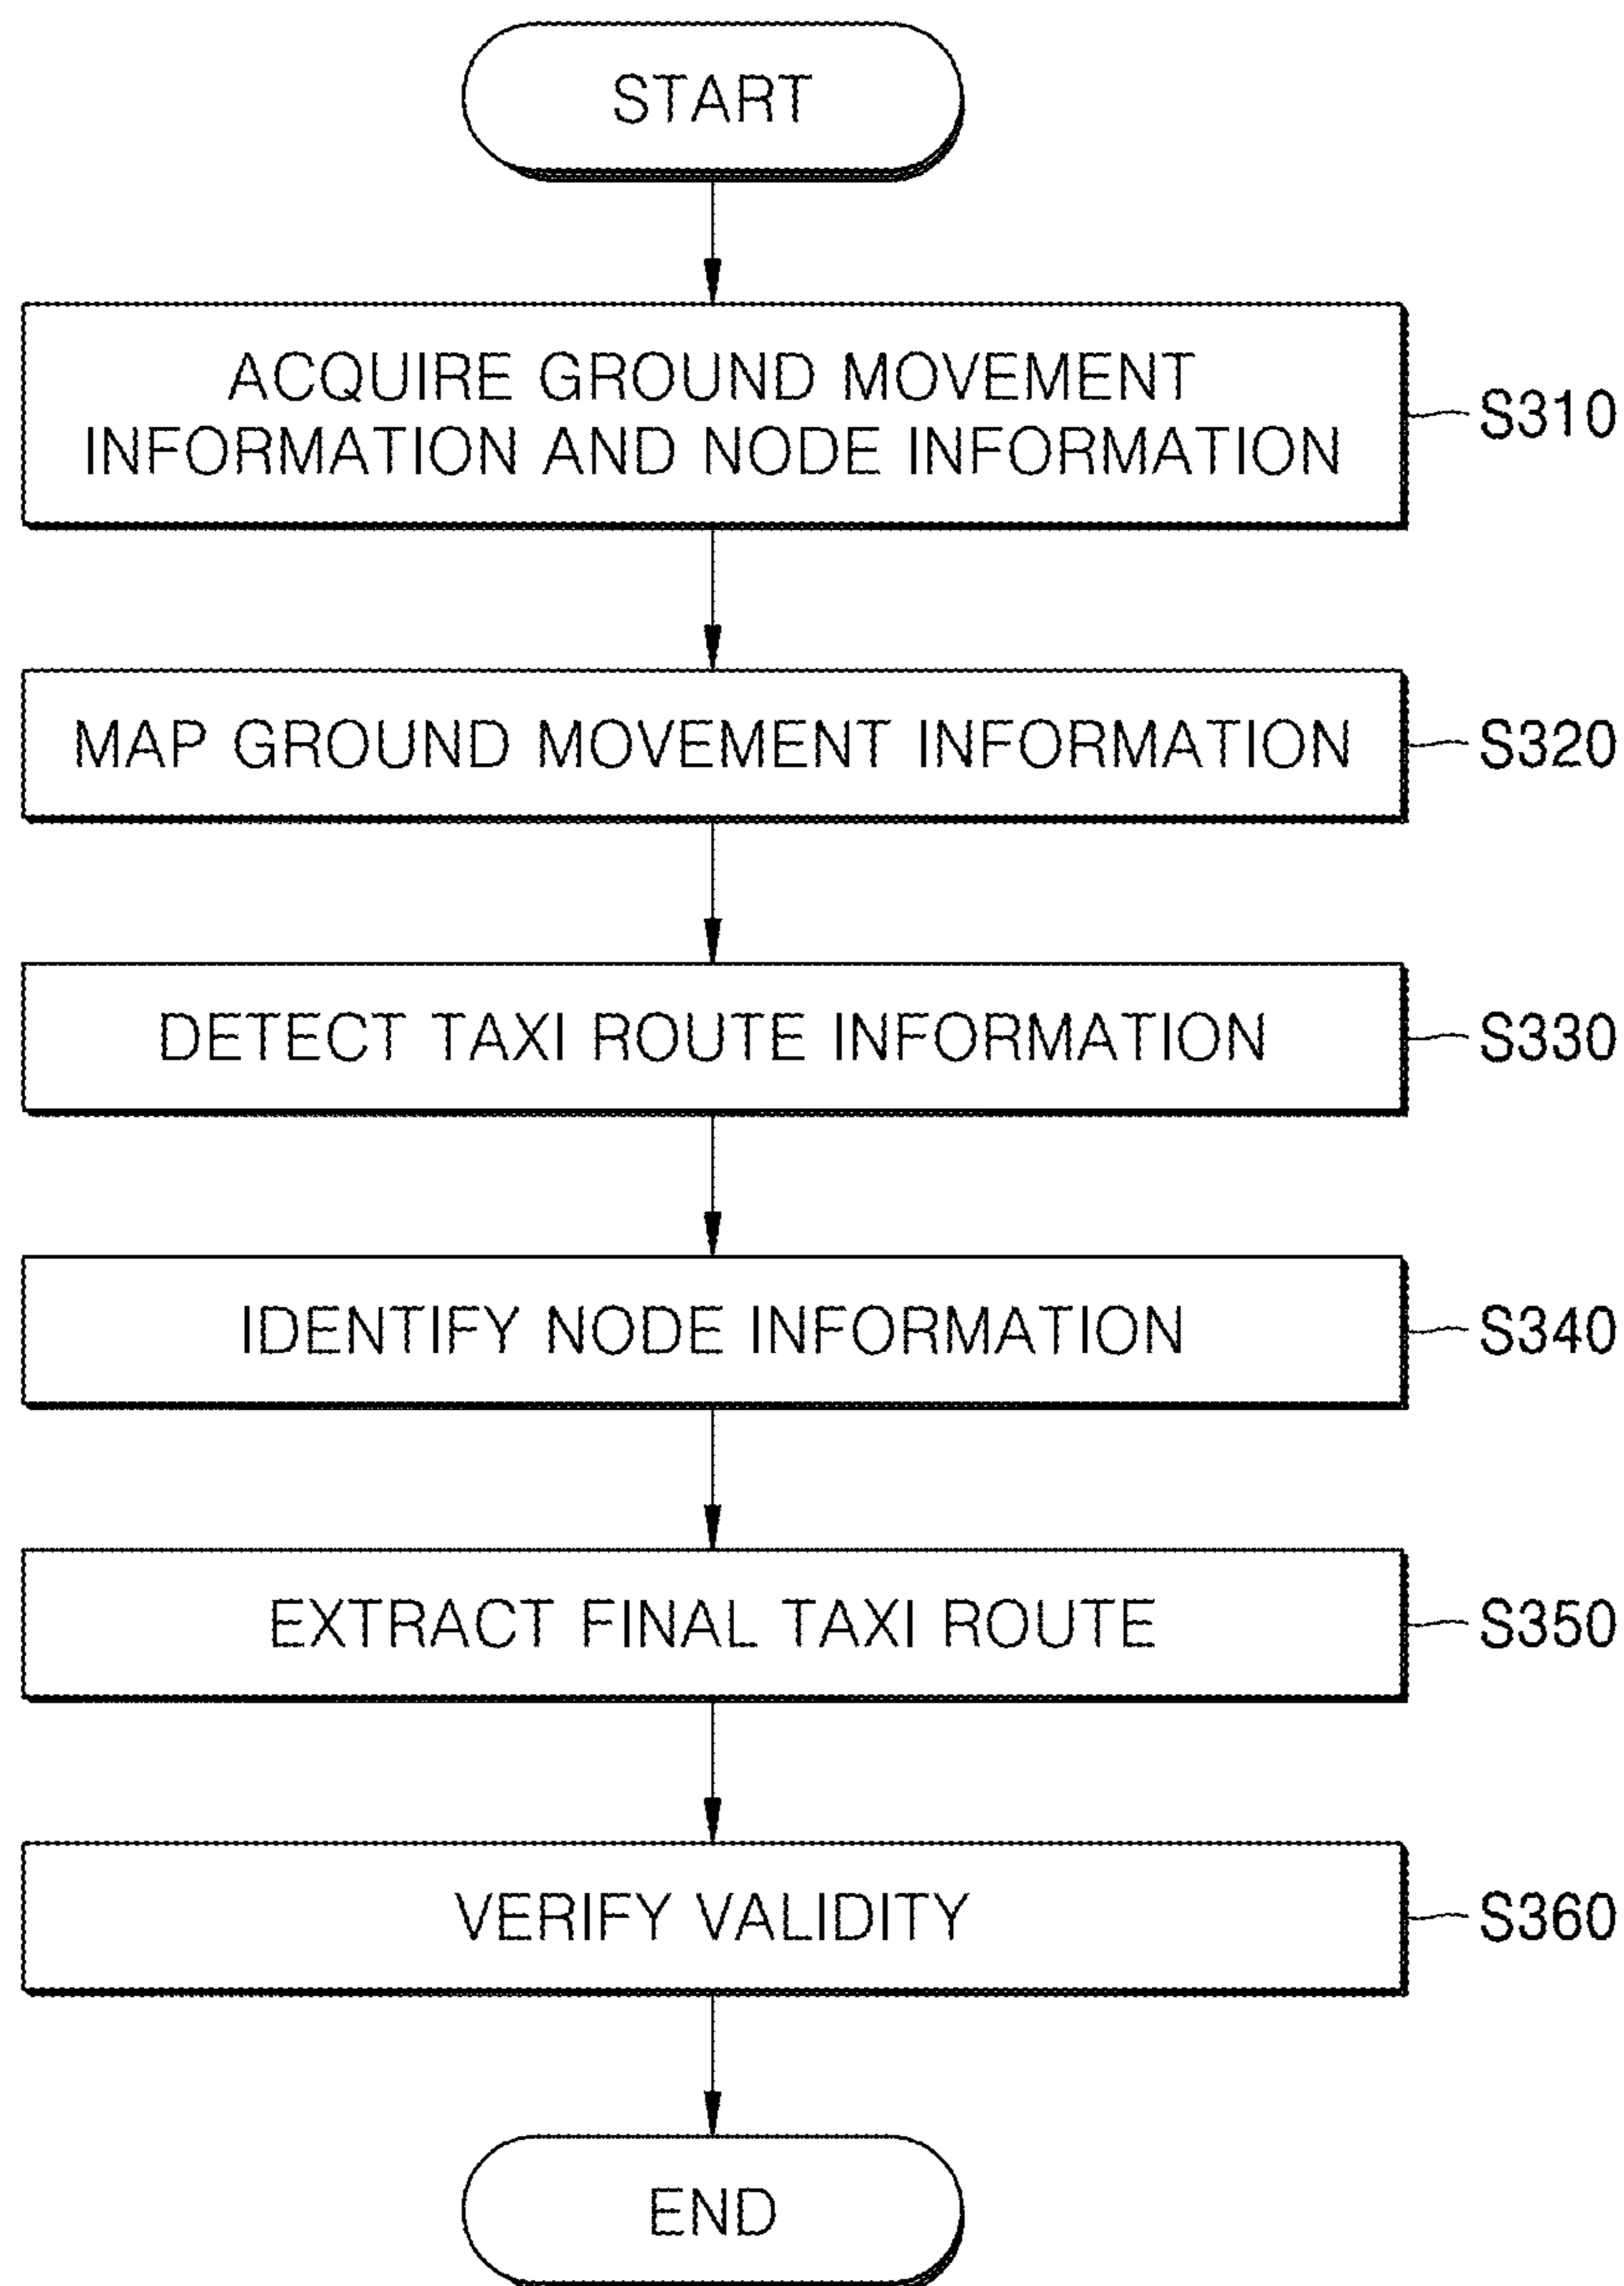 START
ACQUIRE GROUND MOVEMENT
INFORMATION AND NODE INFORMATION
S310
MAP GROUND MOVEMENT INFORMATION
S320
DETECT TAXI ROUTE INFORMATION
S330
IDENTIFY NODE INFORMATION
S340
EXTRACT FINAL TAXI ROUTE
S350
VERIFY VALIDITY
S360
END